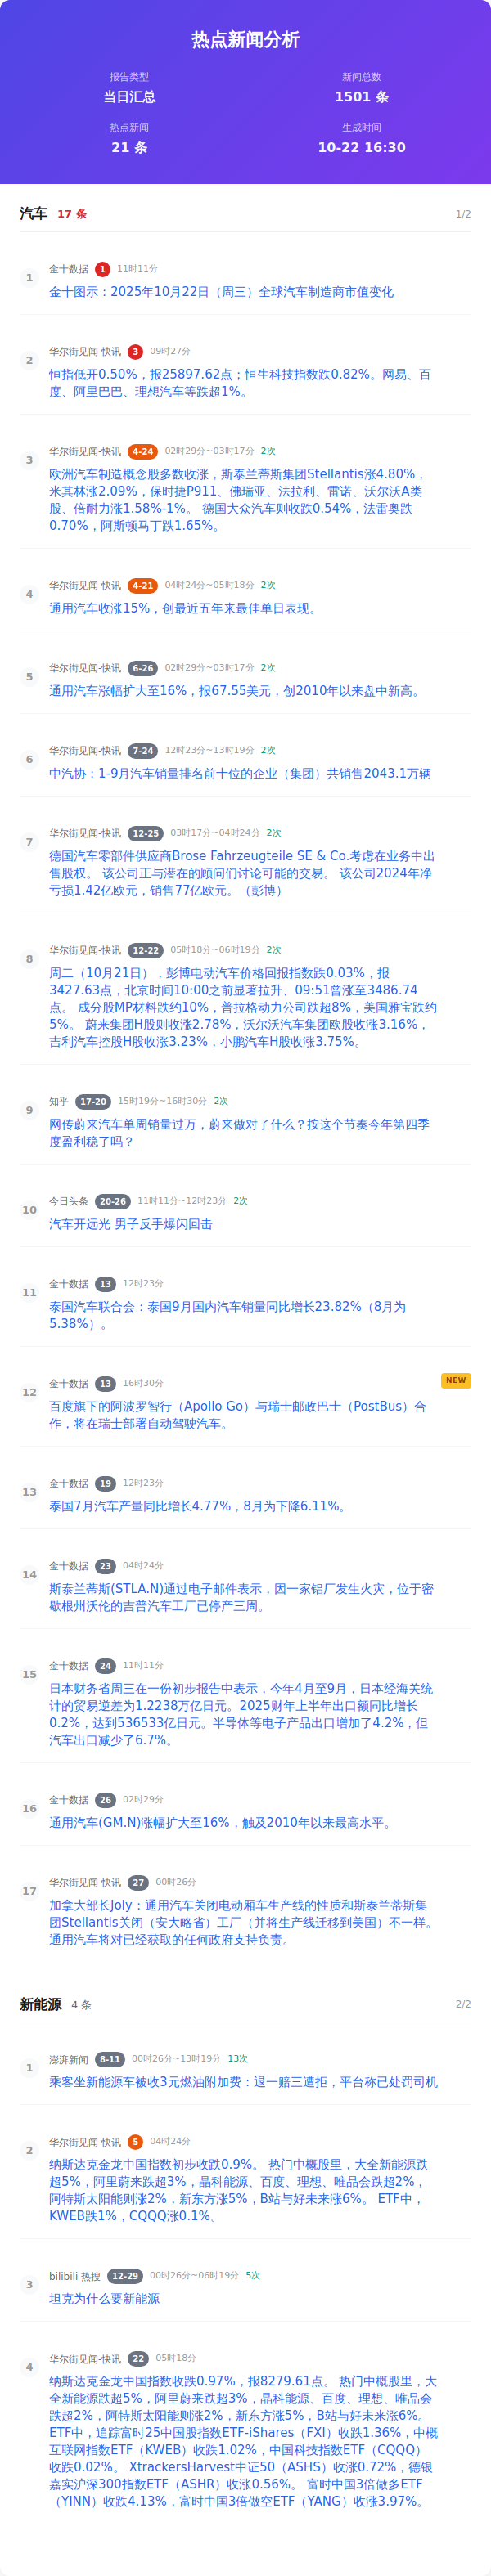 热点新闻分析
报告类型
当日汇总
新闻总数
1501 条
热点新闻
21 条
生成时间
10-22 16:30
汽车 17 条 1/2
1
金十数据 1 11时11分
金十图示：2025年10月22日（周三）全球汽车制造商市值变化
2
华尔街见闻-快讯 3 09时27分
恒指低开0.50%，报25897.62点；恒生科技指数跌0.82%。网易、百
度、阿里巴巴、理想汽车等跌超1%。
3
华尔街见闻-快讯 4-24 02时29分~03时17分 2次
欧洲汽车制造概念股多数收涨，斯泰兰蒂斯集团Stellantis涨4.80%，
米其林涨2.09%，保时捷P911、佛瑞亚、法拉利、雷诺、沃尔沃A类
股、倍耐力涨1.58%-1%。 德国大众汽车则收跌0.54%，法雷奥跌
0.70%，阿斯顿马丁跌1.65%。
4
华尔街见闻-快讯 4-21 04时24分~05时18分 2次
通用汽车收涨15%，创最近五年来最佳单日表现。
5
华尔街见闻-快讯 6-26 02时29分~03时17分 2次
通用汽车涨幅扩大至16%，报67.55美元，创2010年以来盘中新高。
6
华尔街见闻-快讯 7-24 12时23分~13时19分 2次
中汽协：1-9月汽车销量排名前十位的企业（集团）共销售2043.1万辆
7
华尔街见闻-快讯 12-25 03时17分~04时24分 2次
德国汽车零部件供应商Brose Fahrzeugteile SE & Co.考虑在业务中出
售股权。 该公司正与潜在的顾问们讨论可能的交易。 该公司2024年净
亏损1.42亿欧元，销售77亿欧元。（彭博）
8
华尔街见闻-快讯 12-22 05时18分~06时19分 2次
周二（10月21日），彭博电动汽车价格回报指数跌0.03%，报
3427.63点，北京时间10:00之前显著拉升、09:51曾涨至3486.74
点。 成分股MP材料跌约10%，普拉格动力公司跌超8%，美国雅宝跌约
5%。 蔚来集团H股则收涨2.78%，沃尔沃汽车集团欧股收涨3.16%，
吉利汽车控股H股收涨3.23%，小鹏汽车H股收涨3.75%。
9
知乎 17-20 15时19分~16时30分 2次
网传蔚来汽车单周销量过万，蔚来做对了什么？按这个节奏今年第四季
度盈利稳了吗？
10
今日头条 20-26 11时11分~12时23分 2次
汽车开远光 男子反手爆闪回击
11
金十数据 13 12时23分
泰国汽车联合会：泰国9月国内汽车销量同比增长23.82%（8月为
5.38%）。
12
金十数据 13 16时30分 NEW
百度旗下的阿波罗智行（Apollo Go）与瑞士邮政巴士（PostBus）合
作，将在瑞士部署自动驾驶汽车。
13
金十数据 19 12时23分
泰国7月汽车产量同比增长4.77%，8月为下降6.11%。
14
金十数据 23 04时24分
斯泰兰蒂斯(STLA.N)通过电子邮件表示，因一家铝厂发生火灾，位于密
歇根州沃伦的吉普汽车工厂已停产三周。
15
金十数据 24 11时11分
日本财务省周三在一份初步报告中表示，今年4月至9月，日本经海关统
计的贸易逆差为1.2238万亿日元。2025财年上半年出口额同比增长
0.2%，达到536533亿日元。半导体等电子产品出口增加了4.2%，但
汽车出口减少了6.7%。
16
金十数据 26 02时29分
通用汽车(GM.N)涨幅扩大至16%，触及2010年以来最高水平。
17
华尔街见闻-快讯 27 00时26分
加拿大部长Joly：通用汽车关闭电动厢车生产线的性质和斯泰兰蒂斯集
团Stellantis关闭（安大略省）工厂（并将生产线迁移到美国）不一样。
通用汽车将对已经获取的任何政府支持负责。
新能源 4 条 2/2
1
澎湃新闻 8-11 00时26分~13时19分 13次
乘客坐新能源车被收3元燃油附加费：退一赔三遭拒，平台称已处罚司机
2
华尔街见闻-快讯 5 04时24分
纳斯达克金龙中国指数初步收跌0.9%。 热门中概股里，大全新能源跌
超5%，阿里蔚来跌超3%，晶科能源、百度、理想、唯品会跌超2%，
阿特斯太阳能则涨2%，新东方涨5%，B站与好未来涨6%。 ETF中，
KWEB跌1%，CQQQ涨0.1%。
3
bilibili 热搜 12-29 00时26分~06时19分 5次
坦克为什么要新能源
4
华尔街见闻-快讯 22 05时18分
纳斯达克金龙中国指数收跌0.97%，报8279.61点。 热门中概股里，大
全新能源跌超5%，阿里蔚来跌超3%，晶科能源、百度、理想、唯品会
跌超2%，阿特斯太阳能则涨2%，新东方涨5%，B站与好未来涨6%。
ETF中，追踪富时25中国股指数ETF-iShares（FXI）收跌1.36%，中概
互联网指数ETF（KWEB）收跌1.02%，中国科技指数ETF（CQQQ）
收跌0.02%。 XtrackersHarvest中证50（ASHS）收涨0.72%，德银
嘉实沪深300指数ETF（ASHR）收涨0.56%。 富时中国3倍做多ETF
（YINN）收跌4.13%，富时中国3倍做空ETF（YANG）收涨3.97%。